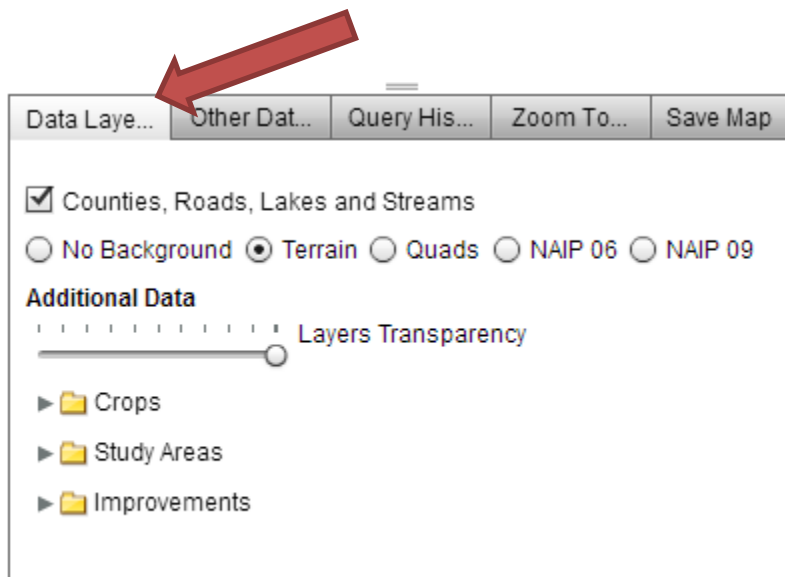 Data Laye... Other Dat... Query His... Zoom To... Save Map
Counties, Roads, Lakes and Streams
No Background Terrain Quads NAIP 06 NAIP 09
Additional Data
Layers Transparency
Crops
Study Areas
Improvements